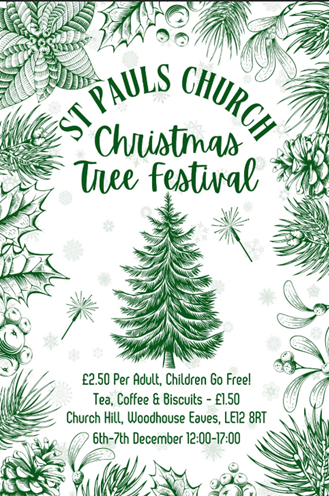 ST PAULS CHURCH
Christmas
Tree Festival
£2.50 Per Adult, Children Go Free!
Tea, Coffee & Biscuits - £1.50
Church Hill, Woodhouse Eaves, LE12 8RT
6th-7th December 12:00-17:00